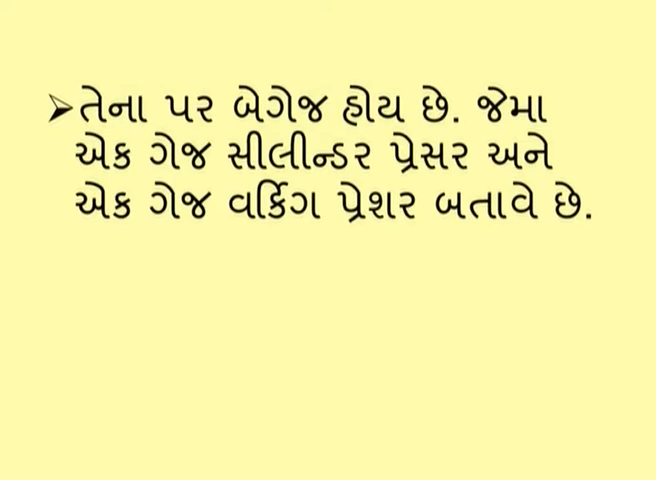 ➢તેના પર બેગેજ હોય છે. જેમા
એક ગેજ સીલીન્ડર પ્રેસર અને
એક ગેજ વર્કિગ પ્રેશર બતાવે છે.